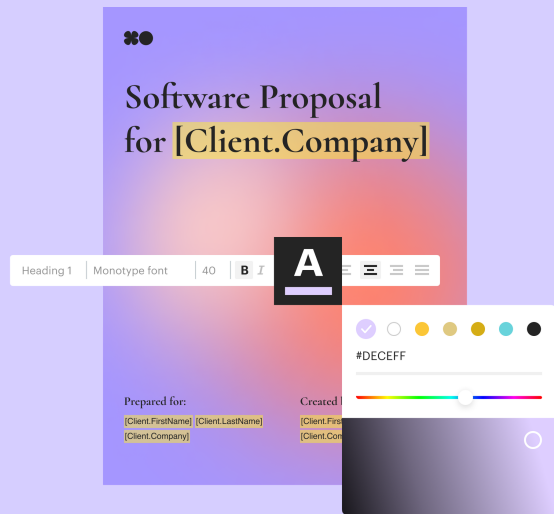 Software Proposal
for [Client.Company]
Heading 1 Monotype font 40 B I A
#DECEFF
Prepared for:
[Client.FirstName] [Client.LastName]
[Client.Company]
Created